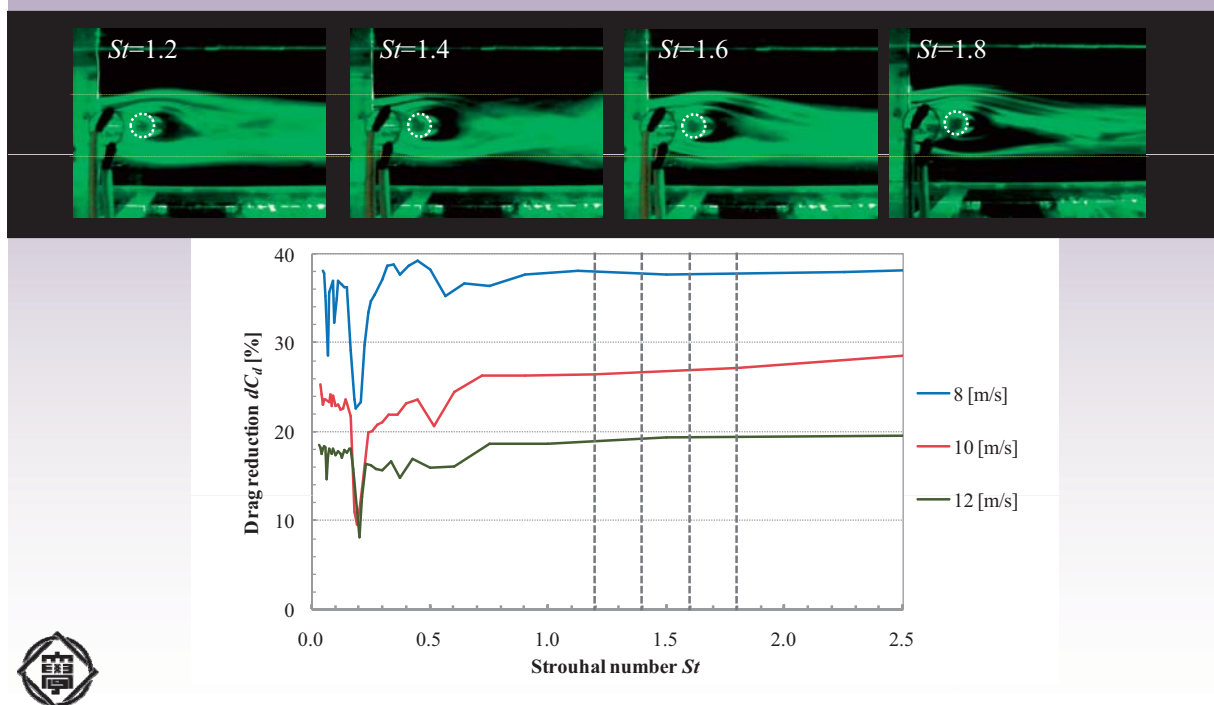 St=1.2
St=1.4
St=1.6
St=1.8
40
30
20
10
0
Drag reduction dCd [%]
0.0
0.5
1.0
1.5
2.0
2.5
Strouhal number St
8 [m/s]
10 [m/s]
12 [m/s]